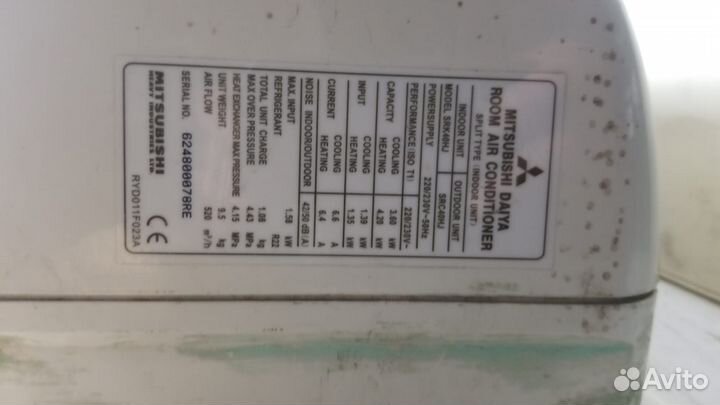 MITSUBISHI DAIYA
ROOM AIR CONDITIONER
SPLIT TYPE (INDOOR UNIT)
INDOOR UNIT OUTDOOR UNIT
MODEL SRK40HJ SRC40HJ
POWERSUPPLY 220/230V~50Hz
PERFORMANCE (ISO T1) 220/230V~
CAPACITY COOLING 3.60 kW
HEATING 4.20 kW
INPUT COOLING 1.39 kW
HEATING 1.35 kW
CURRENT COOLING 6.6 A
HEATING 6.4 A
NOISE INDOOR/OUTDOOR 42/50 dB(A)
MAX. INPUT 1.58 kW
REFRIGERANT R22
TOTAL UNIT CHARGE 1.08 kg
MAX OVER PRESSURE 4.43 MPa
HEAT EXCHANGER MAX PRESSURE 4.15 MPa
UNIT WEIGHT 9.5 kg
AIR FLOW 520 m³/h
SERIAL NO. 624800078RE
MITSUBISHI
HEAVY INDUSTRIES, LTD.
RYD011F023A
CE
Avito